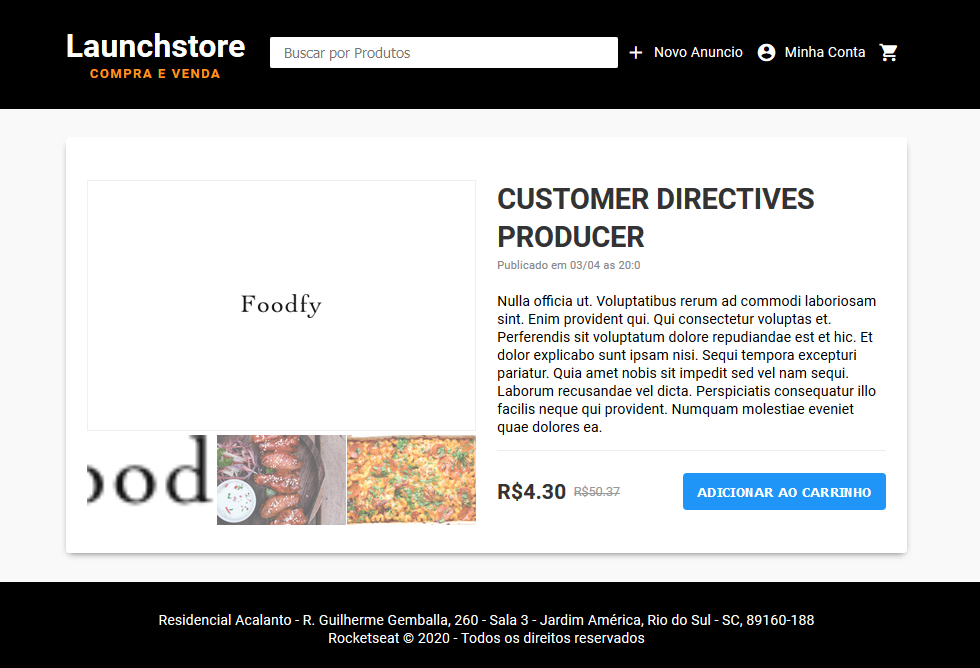 Launchstore
COMPRA E VENDA
Buscar por Produtos
Novo Anuncio
Minha Conta
Foodfy
ood
CUSTOMER DIRECTIVES
PRODUCER
Publicado em 03/04 as 20:0
Nulla officia ut. Voluptatibus rerum ad commodi laboriosam
sint. Enim provident qui. Qui consectetur voluptas et.
Perferendis sit voluptatum dolore repudiandae est et hic. Et
dolor explicabo sunt ipsam nisi. Sequi tempora excepturi
pariatur. Quia amet nobis sit impedit sed vel nam sequi.
Laborum recusandae vel dicta. Perspiciatis consequatur illo
facilis neque qui provident. Numquam molestiae eveniet
quae dolores ea.
R$4.30 R$50.37
ADICIONAR AO CARRINHO
Residencial Acalanto - R. Guilherme Gemballa, 260 - Sala 3 - Jardim América, Rio do Sul - SC, 89160-188
Rocketseat © 2020 - Todos os direitos reservados